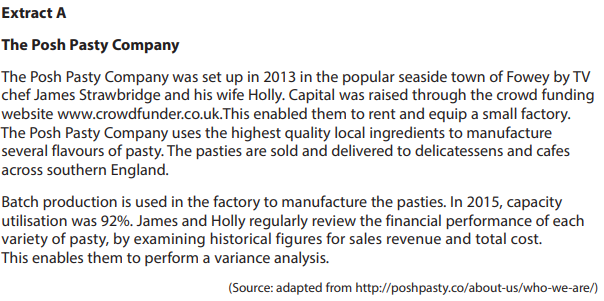 Extract A
The Posh Pasty Company
The Posh Pasty Company was set up in 2013 in the popular seaside town of Fowey by TV
chef James Strawbridge and his wife Holly. Capital was raised through the crowd funding
website www.crowdfunder.co.uk.This enabled them to rent and equip a small factory.
The Posh Pasty Company uses the highest quality local ingredients to manufacture
several flavours of pasty. The pasties are sold and delivered to delicatessens and cafes
across southern England.
Batch production is used in the factory to manufacture the pasties. In 2015, capacity
utilisation was 92%. James and Holly regularly review the financial performance of each
variety of pasty, by examining historical figures for sales revenue and total cost.
This enables them to perform a variance analysis.
(Source: adapted from http://poshpasty.co/about-us/who-we-are/)